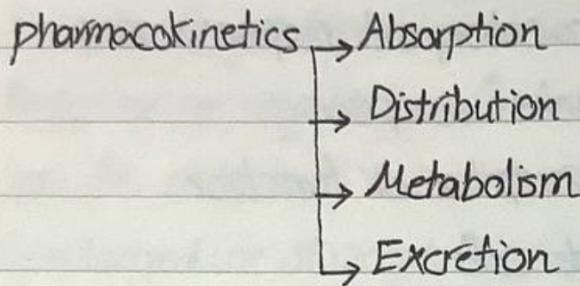 pharmacokinetics → Absorption
→ Distribution
→ Metabolism
→ Excretion